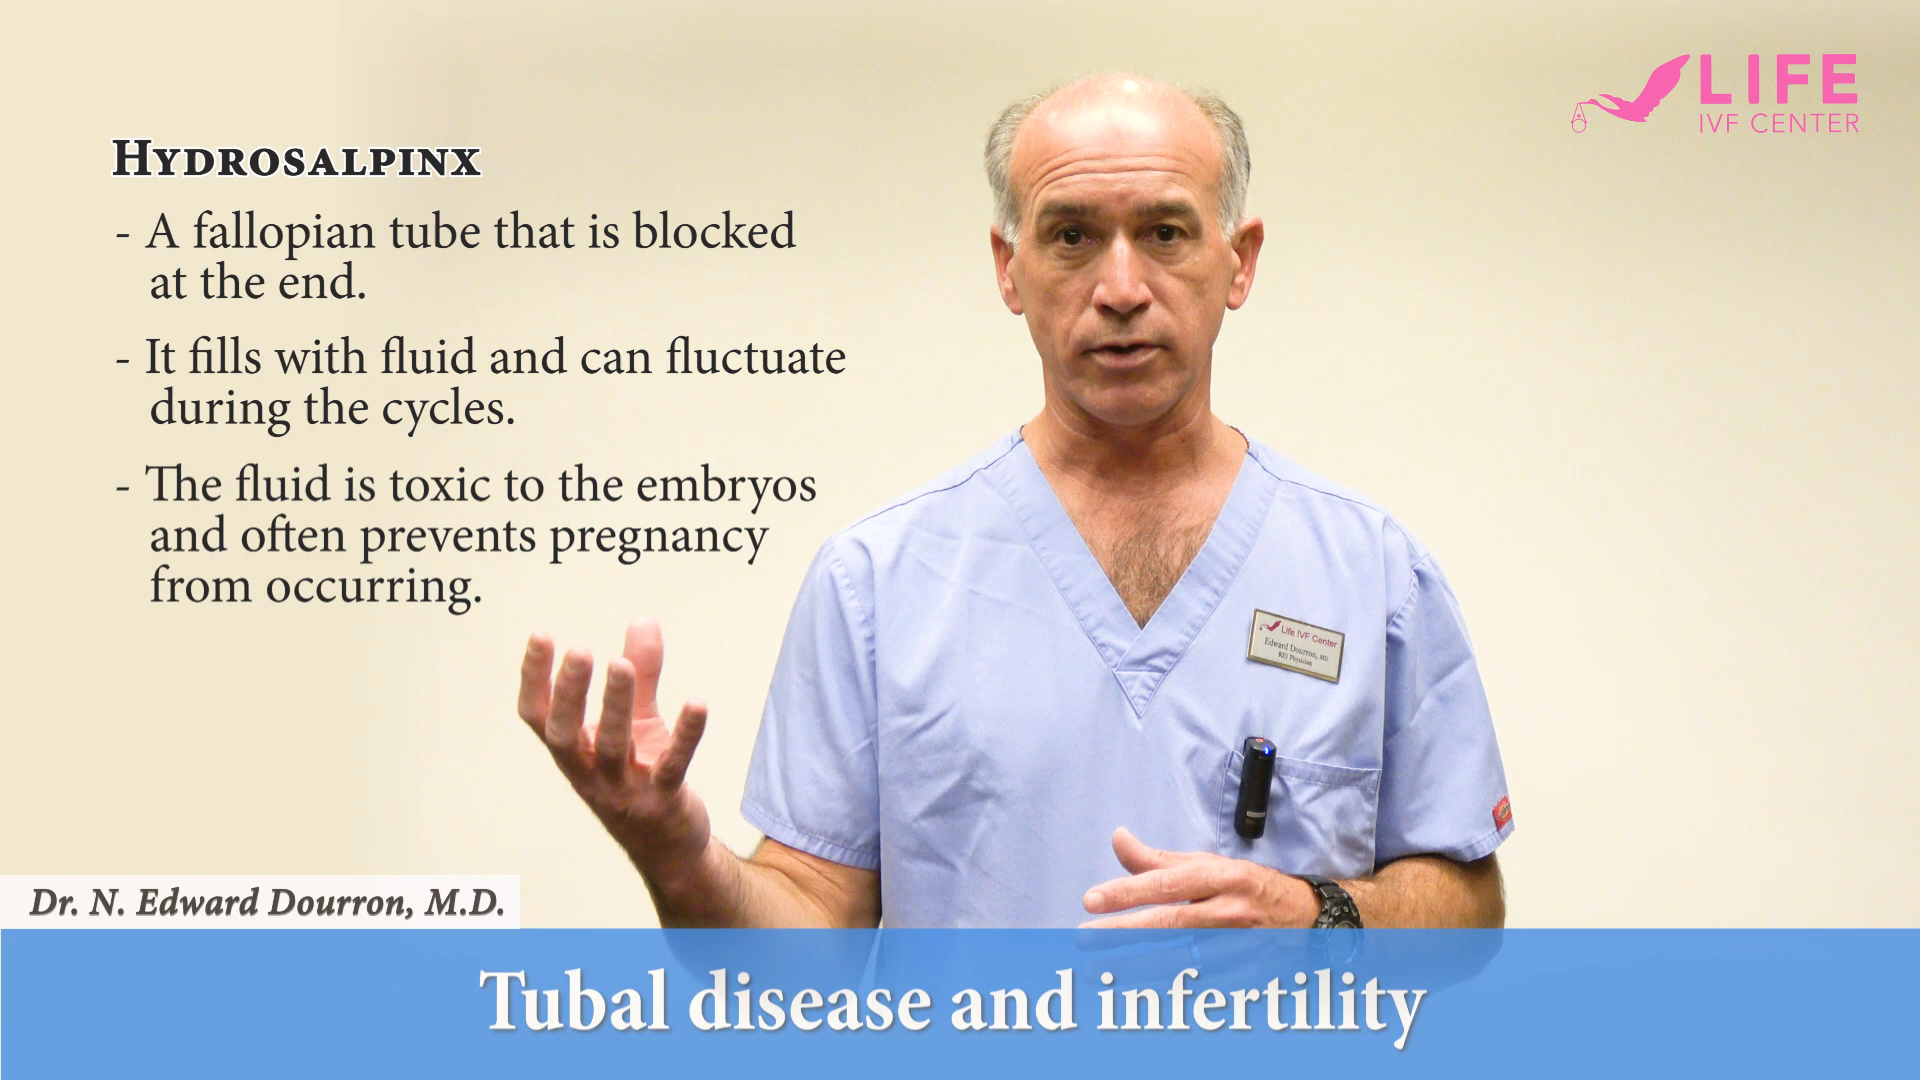 LIFE
IVF CENTER
HYDROSALPINX
- A fallopian tube that is blocked
at the end.
- It fills with fluid and can fluctuate
during the cycles.
- The fluid is toxic to the embryos
and often prevents pregnancy
from occurring.
Life IVF Center
Edward Dourron, MD
REI Physician
Dr. N. Edward Dourron, M.D.
Tubal disease and infertility